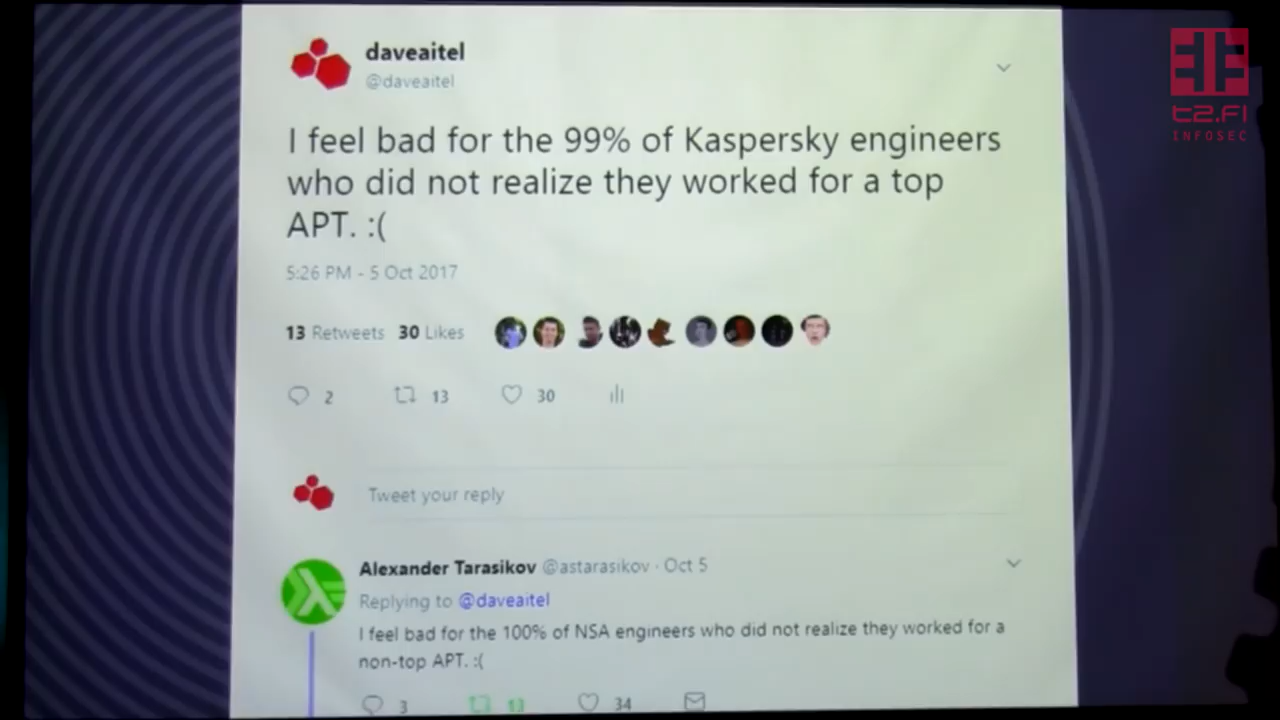 daveaitel
@daveaitel
I feel bad for the 99% of Kaspersky engineers
who did not realize they worked for a top
APT. :(
5:26 PM - 5 Oct 2017
13 Retweets 30 Likes
2 13 30
Tweet your reply
Alexander Tarasikov @astarasikov · Oct 5
Replying to @daveaitel
I feel bad for the 100% of NSA engineers who did not realize they worked for a
non-top APT. :(
3 13 34
t2.FI
INFOSEC